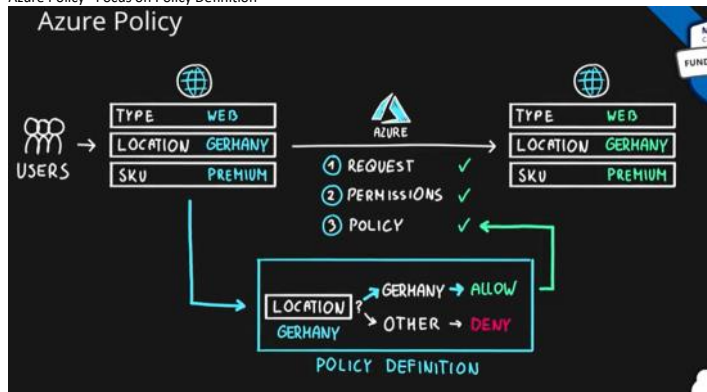 Azure Policy - Focus on Policy Definition
Azure Policy
FUND
TYPE WEB
LOCATION GERMANY
SKU PREMIUM
USERS
AZURE
1 REQUEST ✓
2 PERMISSIONS ✓
3 POLICY ✓
TYPE WEB
LOCATION GERMANY
SKU PREMIUM
LOCATION ?
GERMANY
GERMANY → ALLOW
OTHER → DENY
POLICY DEFINITION